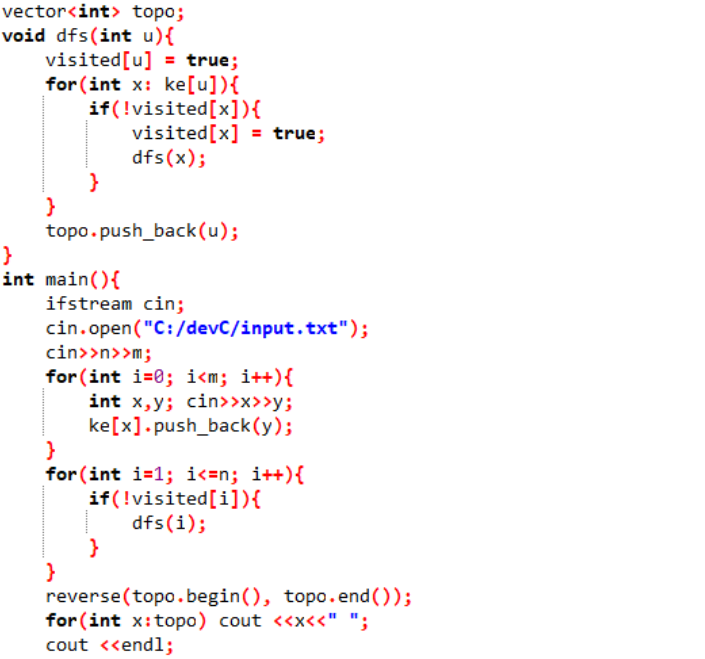 vector<int> topo;
void dfs(int u){
    visited[u] = true;
    for(int x: ke[u]){
        if(!visited[x]){
            visited[x] = true;
            dfs(x);
        }
    }
    topo.push_back(u);
}
int main(){
    ifstream cin;
    cin.open("C:/devC/input.txt");
    cin>>n>>m;
    for(int i=0; i<m; i++){
        int x,y; cin>>x>>y;
        ke[x].push_back(y);
    }
    for(int i=1; i<=n; i++){
        if(!visited[i]){
            dfs(i);
        }
    }
    reverse(topo.begin(), topo.end());
    for(int x:topo) cout <<x<<" ";
    cout <<endl;